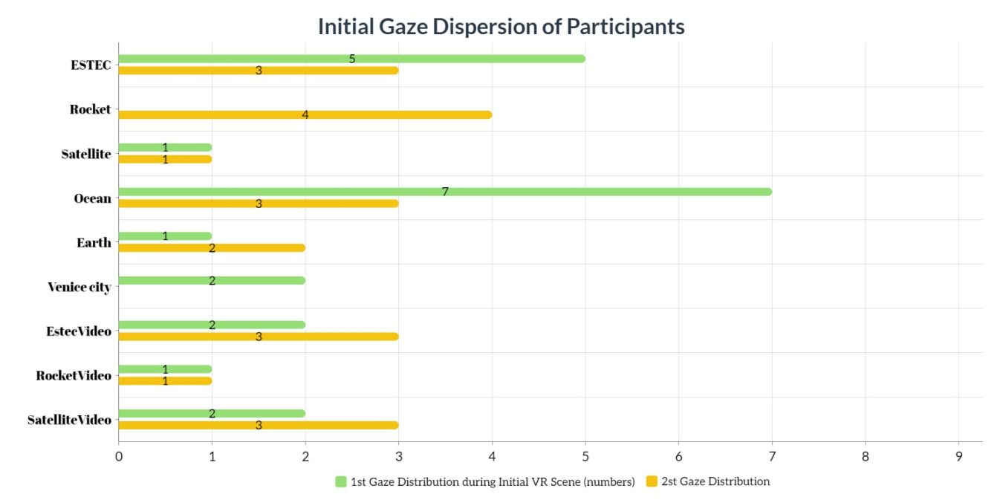 Initial Gaze Dispersion of Participants
ESTEC 5
3
Rocket 4
Satellite 1
1
Ocean 7
3
Earth 1
2
Venice city 2
EstecVideo 2
3
RocketVideo 1
1
SatelliteVideo 2
3
0 1 2 3 4 5 6 7 8 9
1st Gaze Distribution during Initial VR Scene (numbers) 2st Gaze Distribution